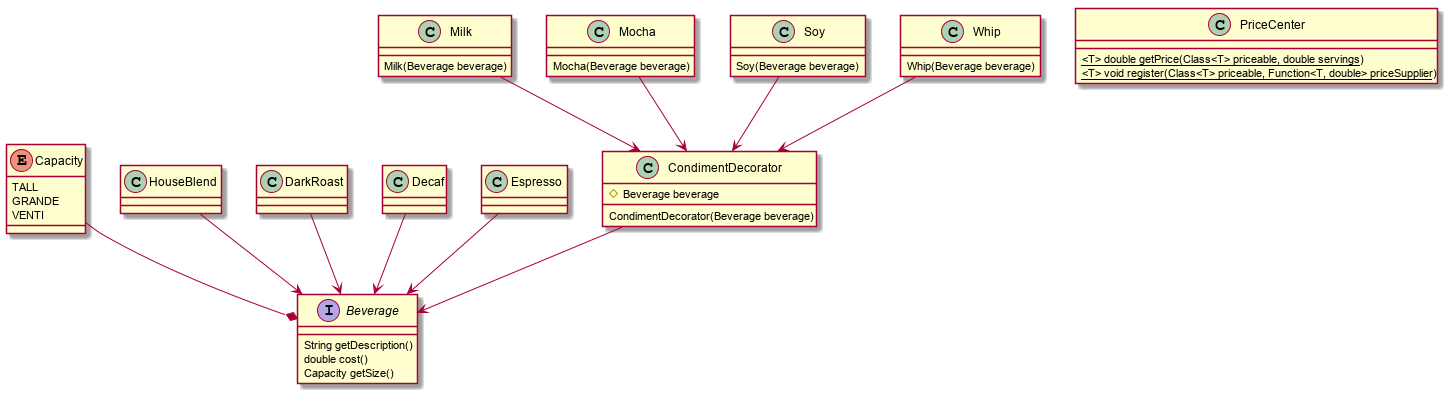 C Milk
Milk(Beverage beverage)
C Mocha
Mocha(Beverage beverage)
C Soy
Soy(Beverage beverage)
C Whip
Whip(Beverage beverage)
C PriceCenter
<T> double getPrice(Class<T> priceable, double servings)
<T> void register(Class<T> priceable, Function<T, double> priceSupplier)
E Capacity
TALL
GRANDE
VENTI
C HouseBlend
C DarkRoast
C Decaf
C Espresso
C CondimentDecorator
Beverage beverage
CondimentDecorator(Beverage beverage)
I Beverage
String getDescription()
double cost()
Capacity getSize()